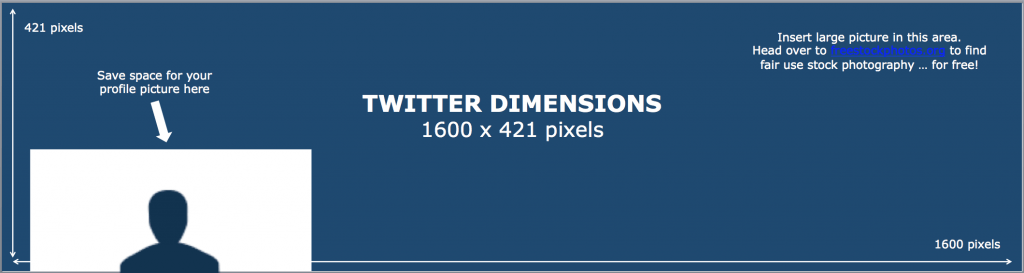 421 pixels
Insert large picture in this area.
Head over to freestockphotos.org to find
fair use stock photography ... for free!
Save space for your
profile picture here
TWITTER DIMENSIONS
1600 x 421 pixels
1600 pixels